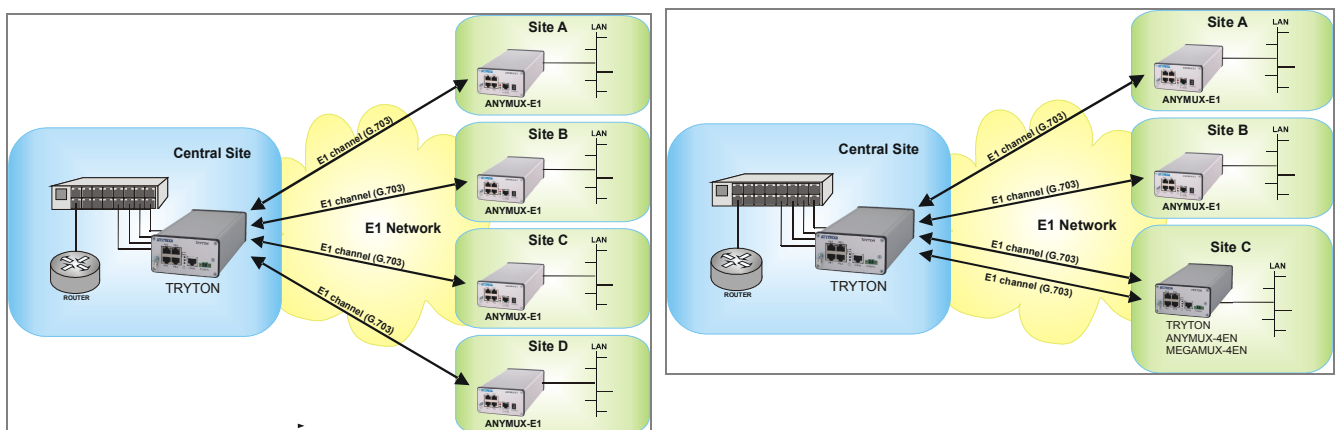 Site A
LAN
ANYMUX-E1
E1 channel (G.703)
Site B
LAN
Central Site
E1 channel (G.703)
ANYMUX-E1
E1 Network
Site C
LAN
E1 channel (G.703)
TRYTON
ROUTER
ANYMUX-E1
E1 channel (G.703)
Site D
LAN
ANYMUX-E1
Site A
LAN
ANYMUX-E1
E1 channel (G.703)
Site B
LAN
Central Site
E1 channel (G.703)
ANYMUX-E1
E1 Network
Site C
LAN
E1 channel (G.703)
E1 channel (G.703)
TRYTON
ROUTER
TRYTON
ANYMUX-4EN
MEGAMUX-4EN